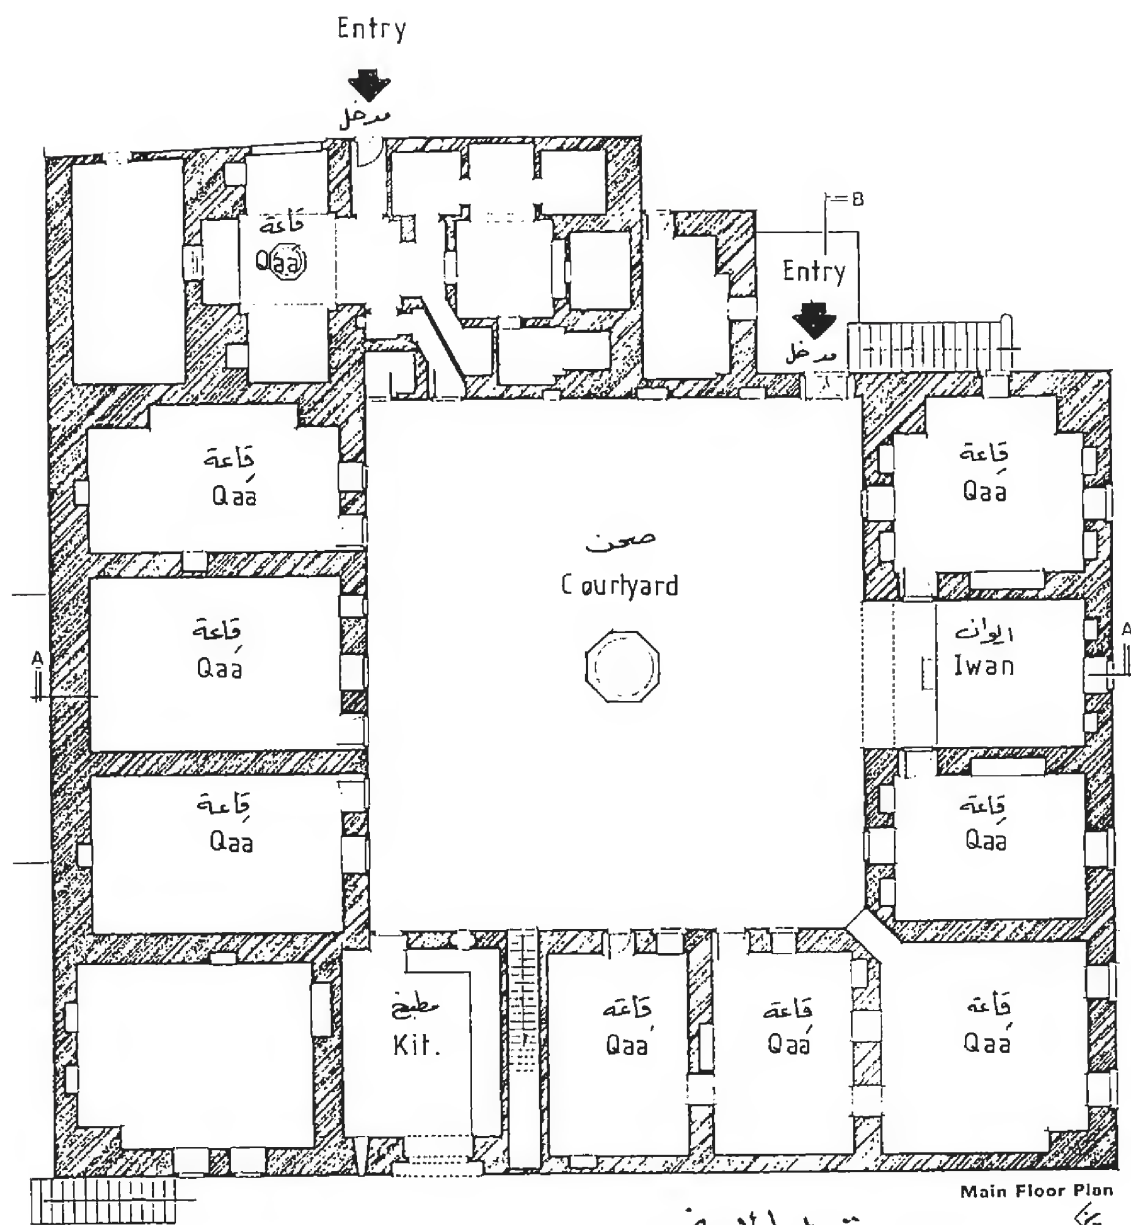 Entry
مدخل
B
قاعة
Qaa
Entry
مدخل
قاعة
Qaa
قاعة
Qaa
صحن
Courtyard
قاعة
Qaa
ايوان
Iwan
A
A
قاعة
Qaa
قاعة
Qaa
مطبخ
Kit.
قاعة
Qaa
قاعة
Qaa
قاعة
Qaa
Main Floor Plan